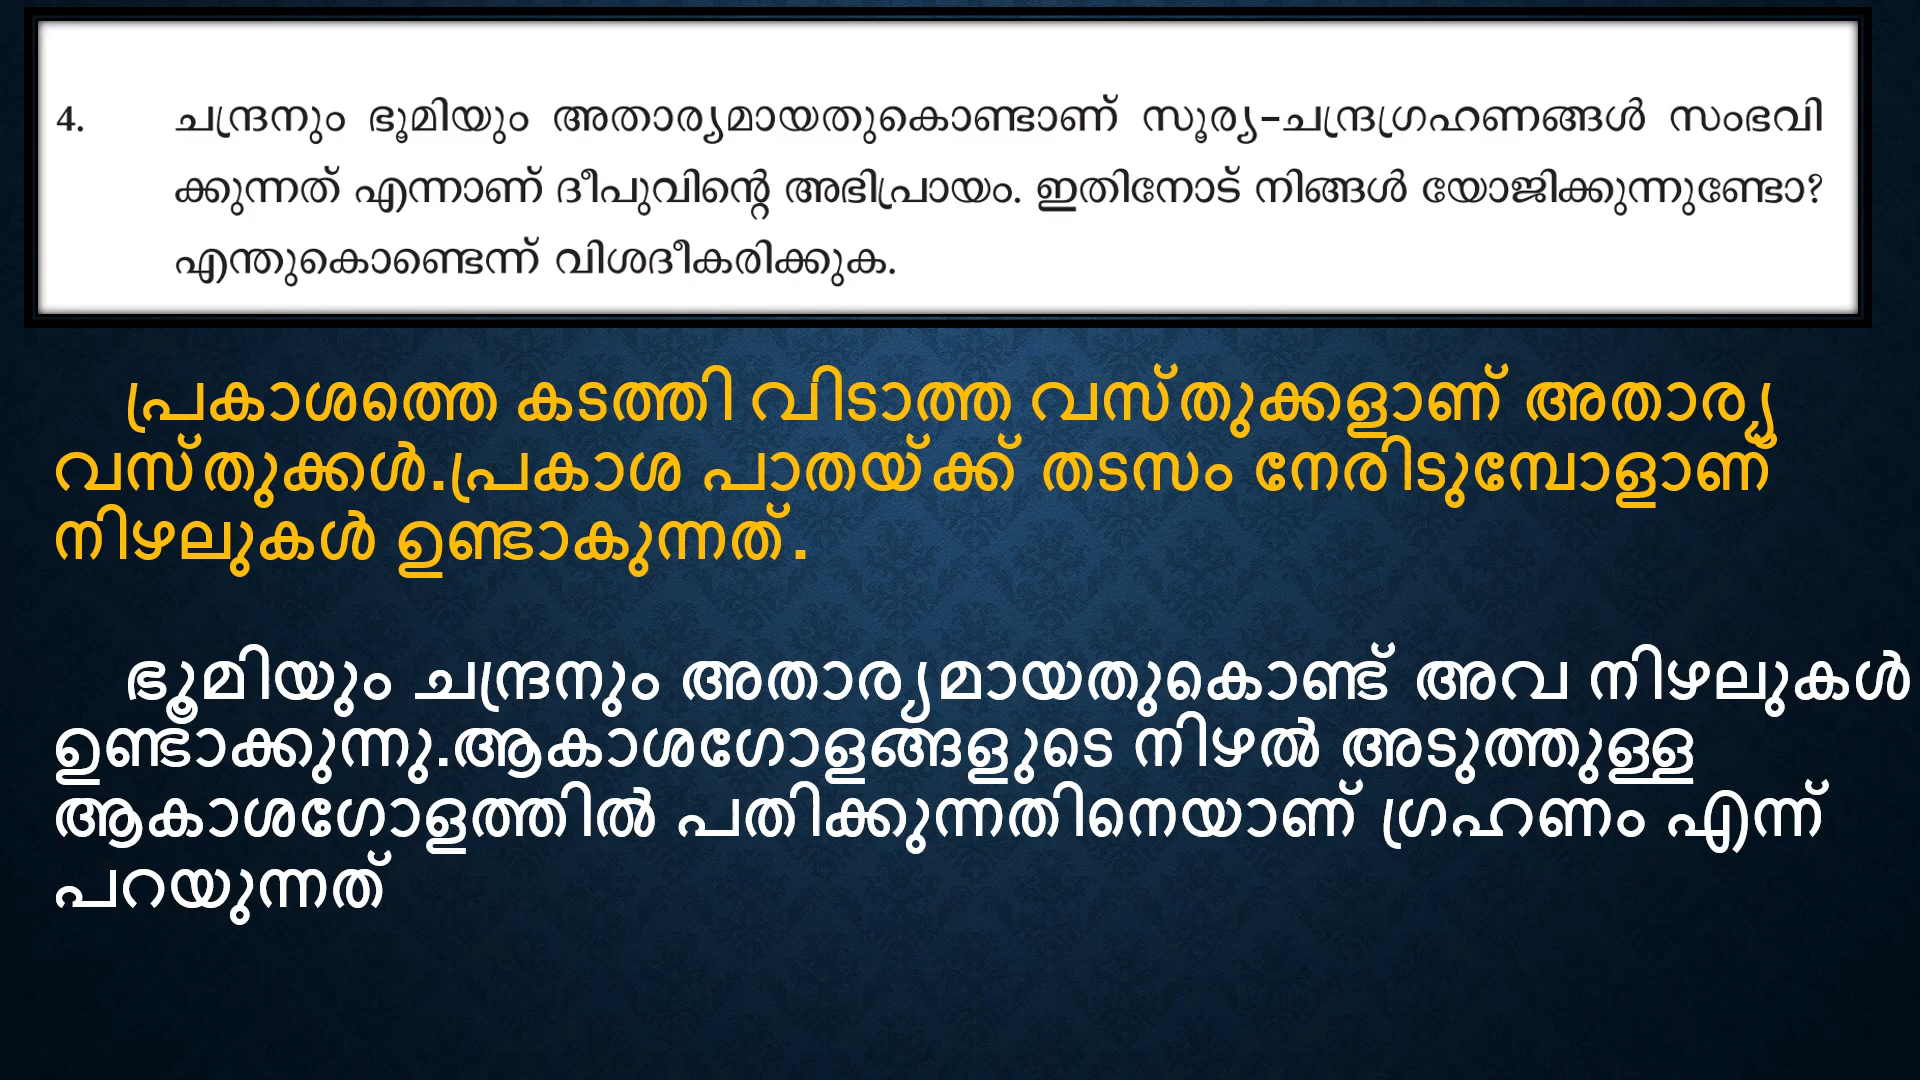 4. ചന്ദ്രനും ഭൂമിയും അതാര്യമായതുകൊണ്ടാണ് സൂര്യ-ചന്ദ്രഗ്രഹണങ്ങൾ സംഭവി
ക്കുന്നത് എന്നാണ് ദീപുവിന്റെ അഭിപ്രായം. ഇതിനോട് നിങ്ങൾ യോജിക്കുന്നുണ്ടോ?
എന്തുകൊണ്ടെന്ന് വിശദീകരിക്കുക.
പ്രകാശത്തെ കടത്തി വിടാത്ത വസ്തുക്കളാണ് അതാര്യ
വസ്തുക്കൾ.പ്രകാശ പാതയ്ക്ക് തടസം നേരിടുമ്പോളാണ്
നിഴലുകൾ ഉണ്ടാകുന്നത്.
ഭൂമിയും ചന്ദ്രനും അതാര്യമായതുകൊണ്ട് അവ നിഴലുകൾ
ഉണ്ടാക്കുന്നു.ആകാശഗോളങ്ങളുടെ നിഴൽ അടുത്തുള്ള
ആകാശഗോളത്തിൽ പതിക്കുന്നതിനെയാണ് ഗ്രഹണം എന്ന്
പറയുന്നത്